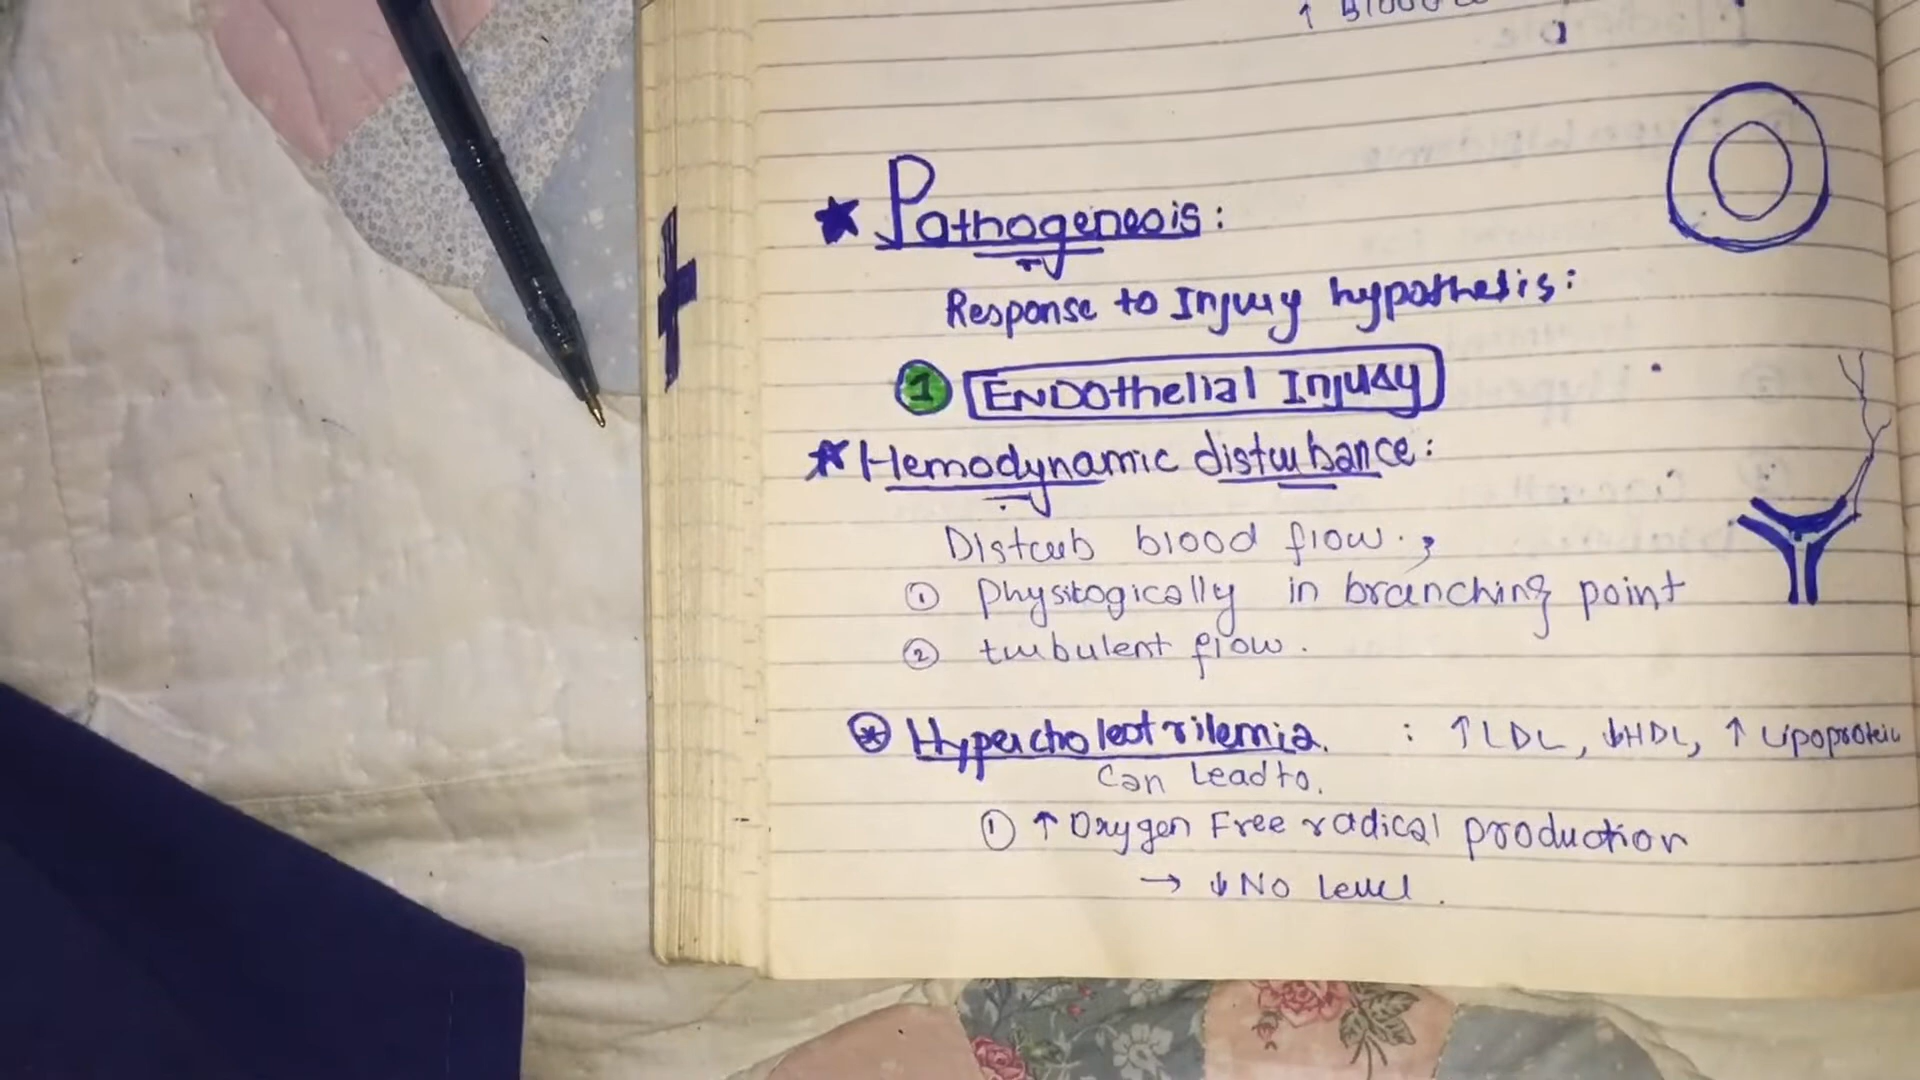 ★ Pathogenesis:
Response to Injury hypothesis:
1 ENDOthelial Injury
★ Hemodynamic disturbance:
Disturb blood flow.
① physiologically in branching point
② turbulent flow.
Hypercholestrilemia. : ↑ LDL, ↓HDL, ↑ Lipoprotein
can Lead to.
① ↑ Oxygen Free radical production
→ ↓ No level.